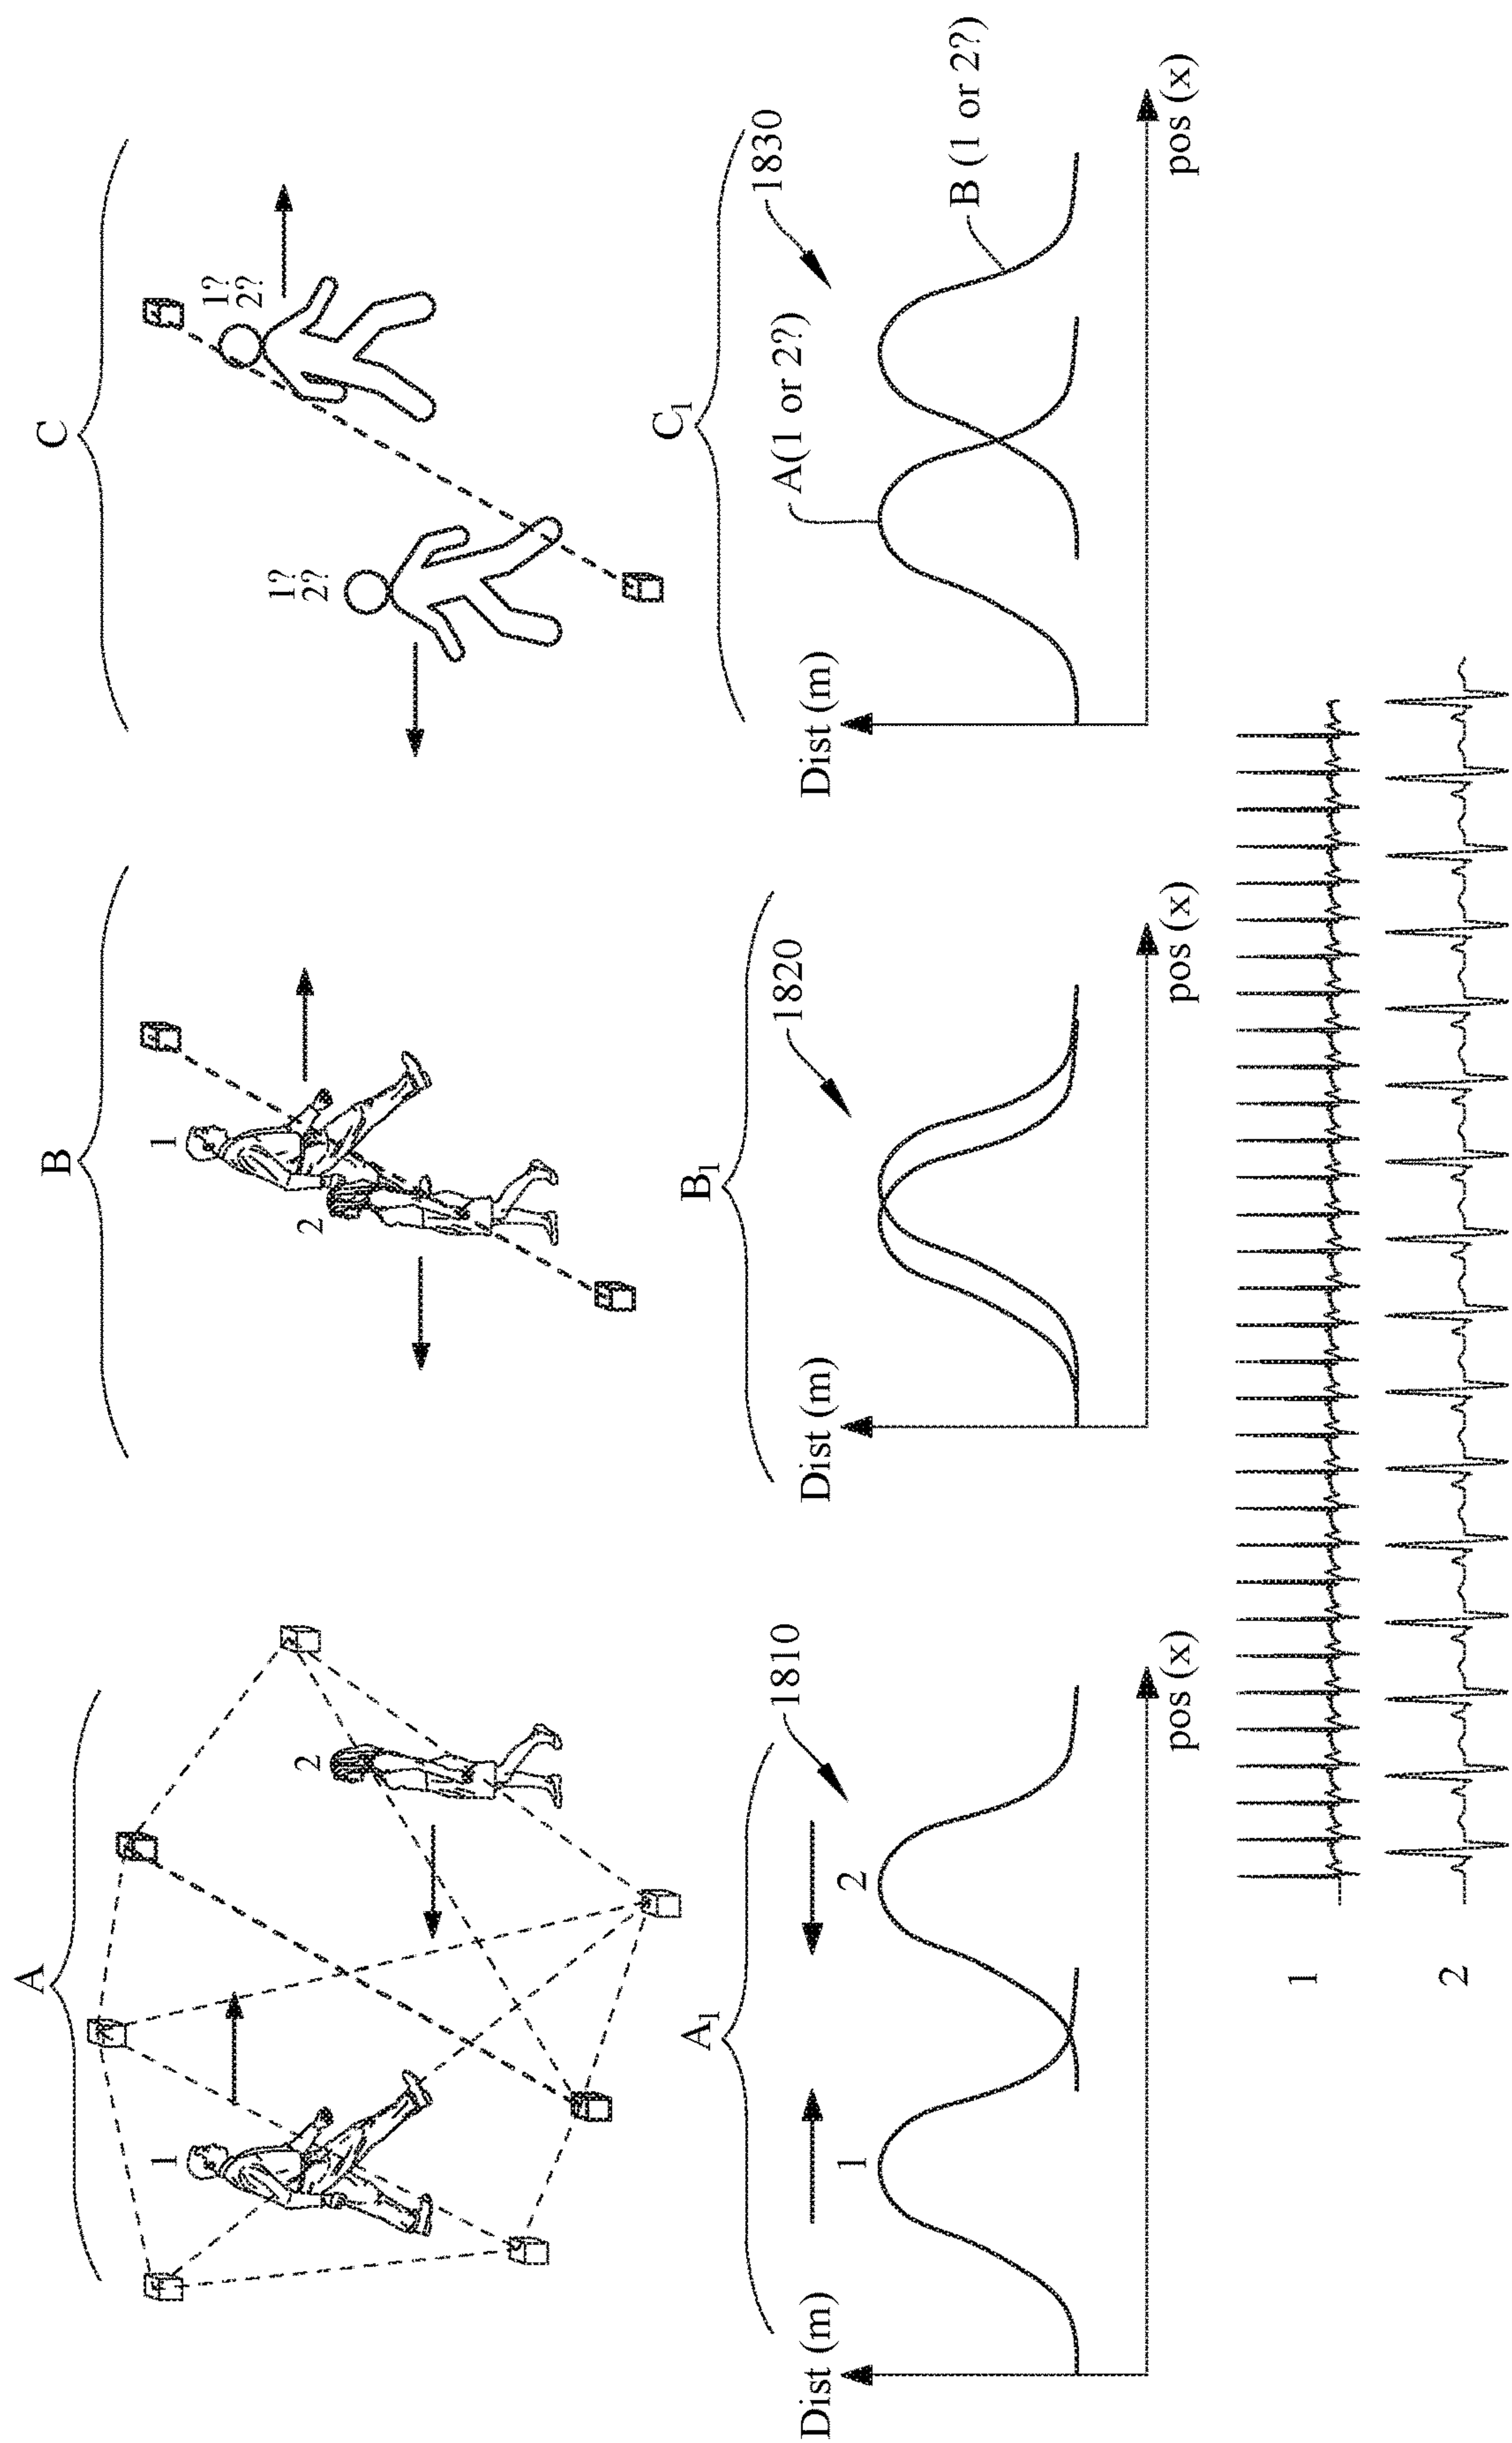 A
1
2
B
1
2
C
1?
2?
1?
2?
A1
1810
Dist (m)
1
2
pos (x)
B1
1820
Dist (m)
pos (x)
C1
1830
Dist (m)
A(1 or 2?)
B (1 or 2?)
pos (x)
1
2